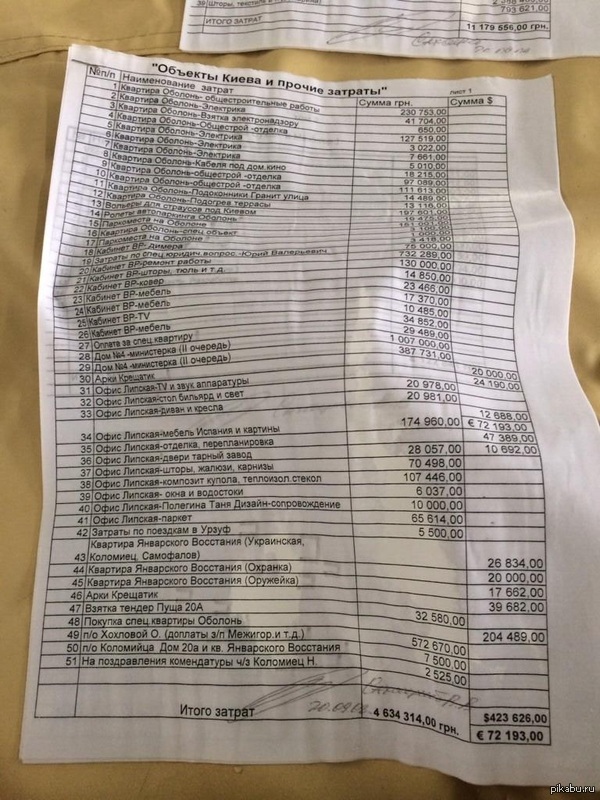 39 Шторы, текстиль
793 621,00
ИТОГО ЗАТРАТ 11 179 556,00 грн.
"Объекты Киева и прочие затраты" лист 1
№п/п Наименование затрат Сумма грн. Сумма $
1 Квартира Оболонь- общестроительные работы 230 753,00
2 Квартира Оболонь-Взятка электронадзору 41 704,00
3 Квартира Оболонь-Электрика 650,00
4 Квартира Оболонь-Общестрой -отделка 127 519,00
5 Квартира Оболонь-Электрика 3 022,00
6 Квартира Оболонь-Электрика 7 661,00
7 Квартира Оболонь-Электрика 5 010,00
8 Квартира Оболонь-Кабеля под дом.кино 18 215,00
9 Квартира Оболонь-общестрой -отделка 97 089,00
10 Квартира Оболонь-общестрой -отделка 111 613,00
11 Квартира Оболонь-Подоконники Гранит улица 14 489,00
12 Квартира Оболонь-Подогрев террасы 13 116,00
13 Вольеры для страусов под Киевом 197 601,00
14 Ролеты автопаркинга Оболонь
15 Паркоместа на Оболоне
16 Квартира Оболонь-спец.объект
17 Паркоместа на Оболоне 3 418,00
18 Кабинет ВР- димера 76 000,00
19 Затраты по спец юридич.вопрос -Юрий Валерьевич 732 289,00
20 Кабинет ВР-ремонт работы 130 000,00
21 Кабинет ВР-шторы, тюль и т.д. 14 850,00
22 Кабинет ВР-ковер 23 466,00
23 Кабинет ВР-мебель 17 370,00
24 Кабинет ВР-мебель 10 485,00
25 Кабинет ВР-TV 34 852,00
26 Кабинет ВР-мебель 29 489,00
27 Оплата за спец.квартиру 1 007 000,00
28 Дом №4 -министерка (II очередь) 387 731,00
29 Дом №4 -министерка (II очередь)
30 Арки Крещатик 20 000,00
31 Офис Липская-TV и звук аппаратуры 20 978,00 24 190,00
32 Офис Липская-стол бильярд и свет 20 981,00
33 Офис Липская-диван и кресла 12 688,00
€ 72 193,00
34 Офис Липская-мебель Испания и картины 174 960,00 47 389,00
35 Офис Липская-отделка, перепланировка 10 692,00
36 Офис Липская-двери тарный завод 28 057,00
37 Офис Липская-шторы, жалюзи, карнизы 70 498,00
38 Офис Липская-композит купола, теплоизол.стекол 107 446,00
39 Офис Липская- окна и водостоки 6 037,00
40 Офис Липская-Полегина Таня Дизайн-сопровождение 10 000,00
41 Офис Липская-паркет 65 614,00
42 Затраты по поездкам в Урзуф 5 500,00
Квартира Январского Восстания (Украинская,
43 Коломиец, Самофалов) 26 834,00
44 Квартира Январского Восстания (Охранка) 20 000,00
45 Квартира Январского Восстания (Оружейка) 17 662,00
46 Арки Крещатик 39 682,00
47 Взятка тендер Пуща 20А 32 580,00
48 Покупка спец квартиры Оболонь 204 489,00
49 п/о Хохловой О. (доплаты з/п Межигор.и т.д.) 572 670,00
50 п/о Коломийца Дом 20а и кв. Январского Восстания 7 500,00
51 На поздравления комендатуры ч/з Коломиец Н. 2 525,00
Итого затрат 4 634 314,00 грн. $423 626,00
€ 72 193,00
pikabu.ru